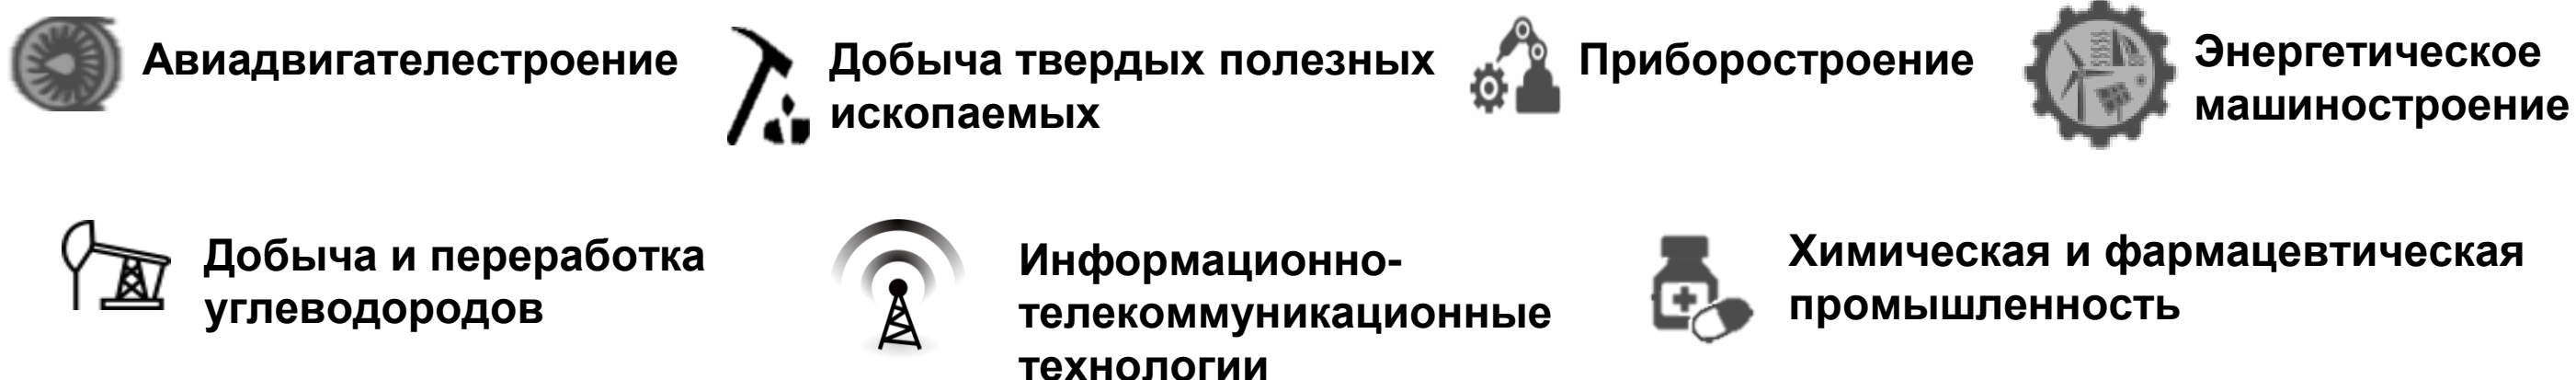 Авиадвигателестроение
Добыча твердых полезных
ископаемых
Приборостроение
Энергетическое
машиностроение
Добыча и переработка
углеводородов
Информационно-
телекоммуникационные
технологии
Химическая и фармацевтическая
промышленность